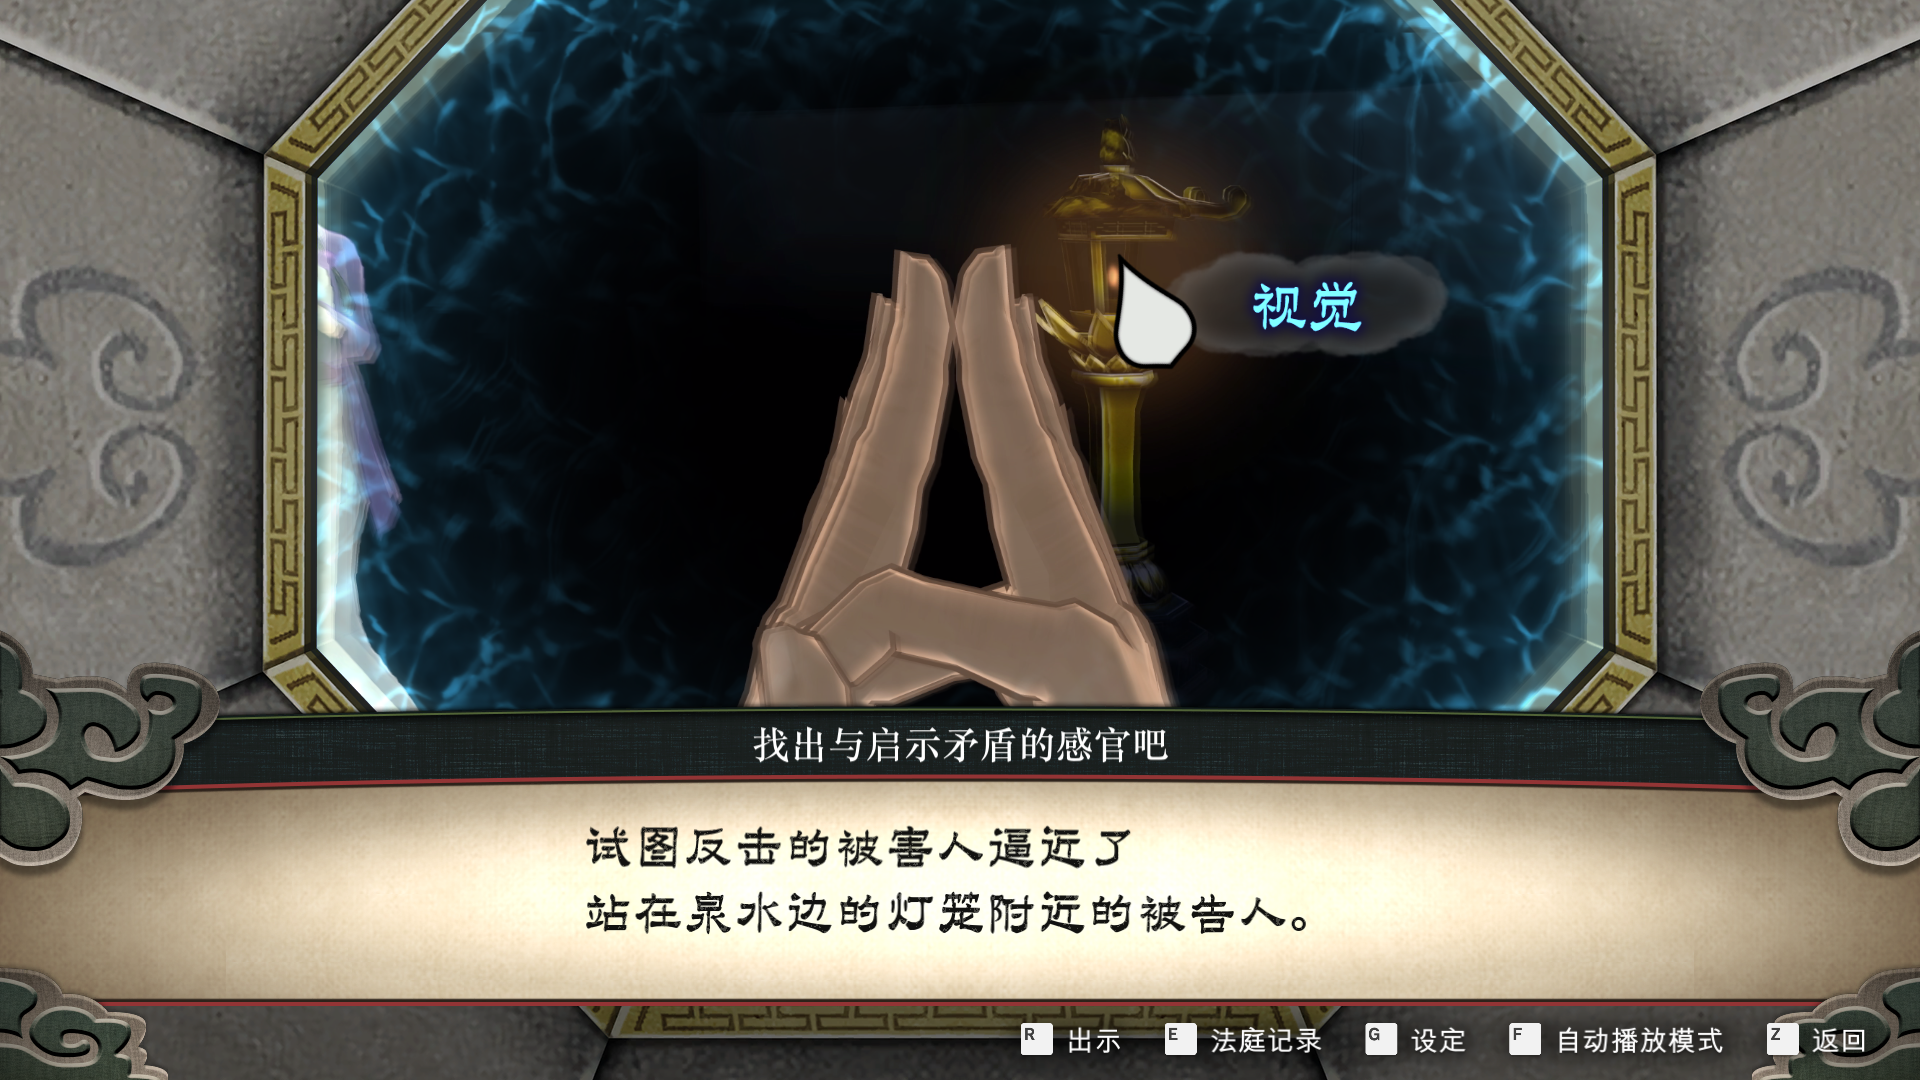 视觉
找出与启示矛盾的感官吧
试图反击的被害人逼近了
站在泉水边的灯笼附近的被告人。
R 出示 E 法庭记录 G 设定 F 自动播放模式 Z 返回